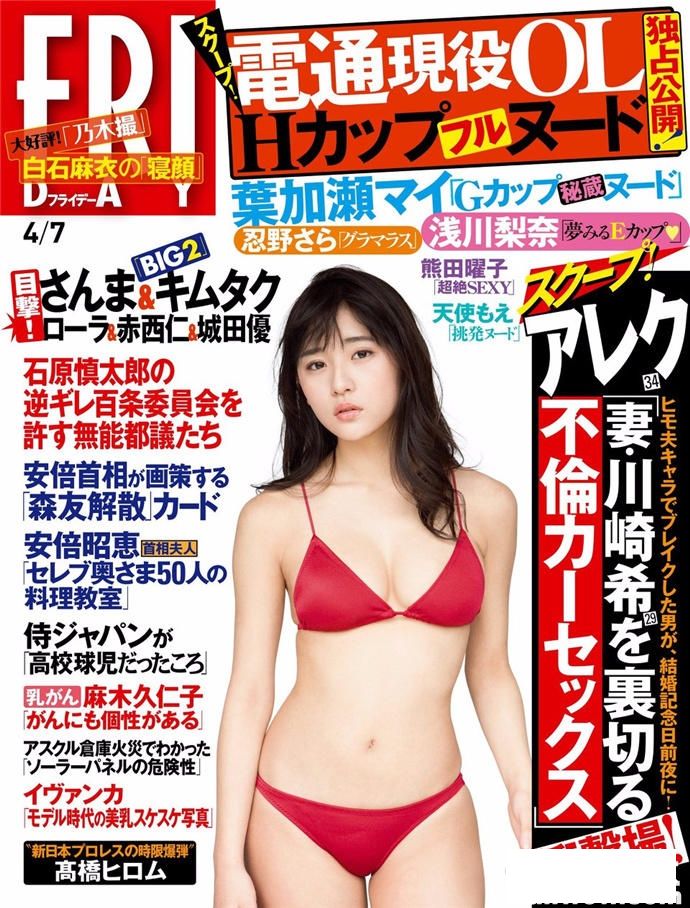 FRIDAY
フライデー
大好評!「乃木撮」
白石麻衣の「寝顔」
4/7
スクープ!
電通現役OL
Hカップフルヌード
独占公開!
葉加瀬マイ「Gカップ秘蔵ヌード」
忍野さら「グラマラス」
浅川梨奈「夢みるEカップ♥」
熊田曜子
「超絶SEXY」
天使もえ
「挑発ヌード」
目撃!
「BIG2」
さんま&キムタク
ローラ&赤西仁&城田優
石原慎太郎の
逆ギレ百条委員会を
許す無能都議たち
安倍首相が画策する
「森友解散」カード
安倍昭恵 首相夫人
「セレブ奥さま50人の
料理教室」
侍ジャパンが
「高校球児だったころ」
乳がん 麻木久仁子
「がんにも個性がある」
アスクル倉庫火災でわかった
「ソーラーパネルの危険性」
イヴァンカ
「モデル時代の美乳スケスケ写真」
"新日本プロレスの時限爆弾"
髙橋ヒロム
スクープ!
アレク
34
ヒモ夫キャラでブレイクした男が、結婚記念日前夜に!
「妻・川崎希を裏切る
29
不倫カーセックス」